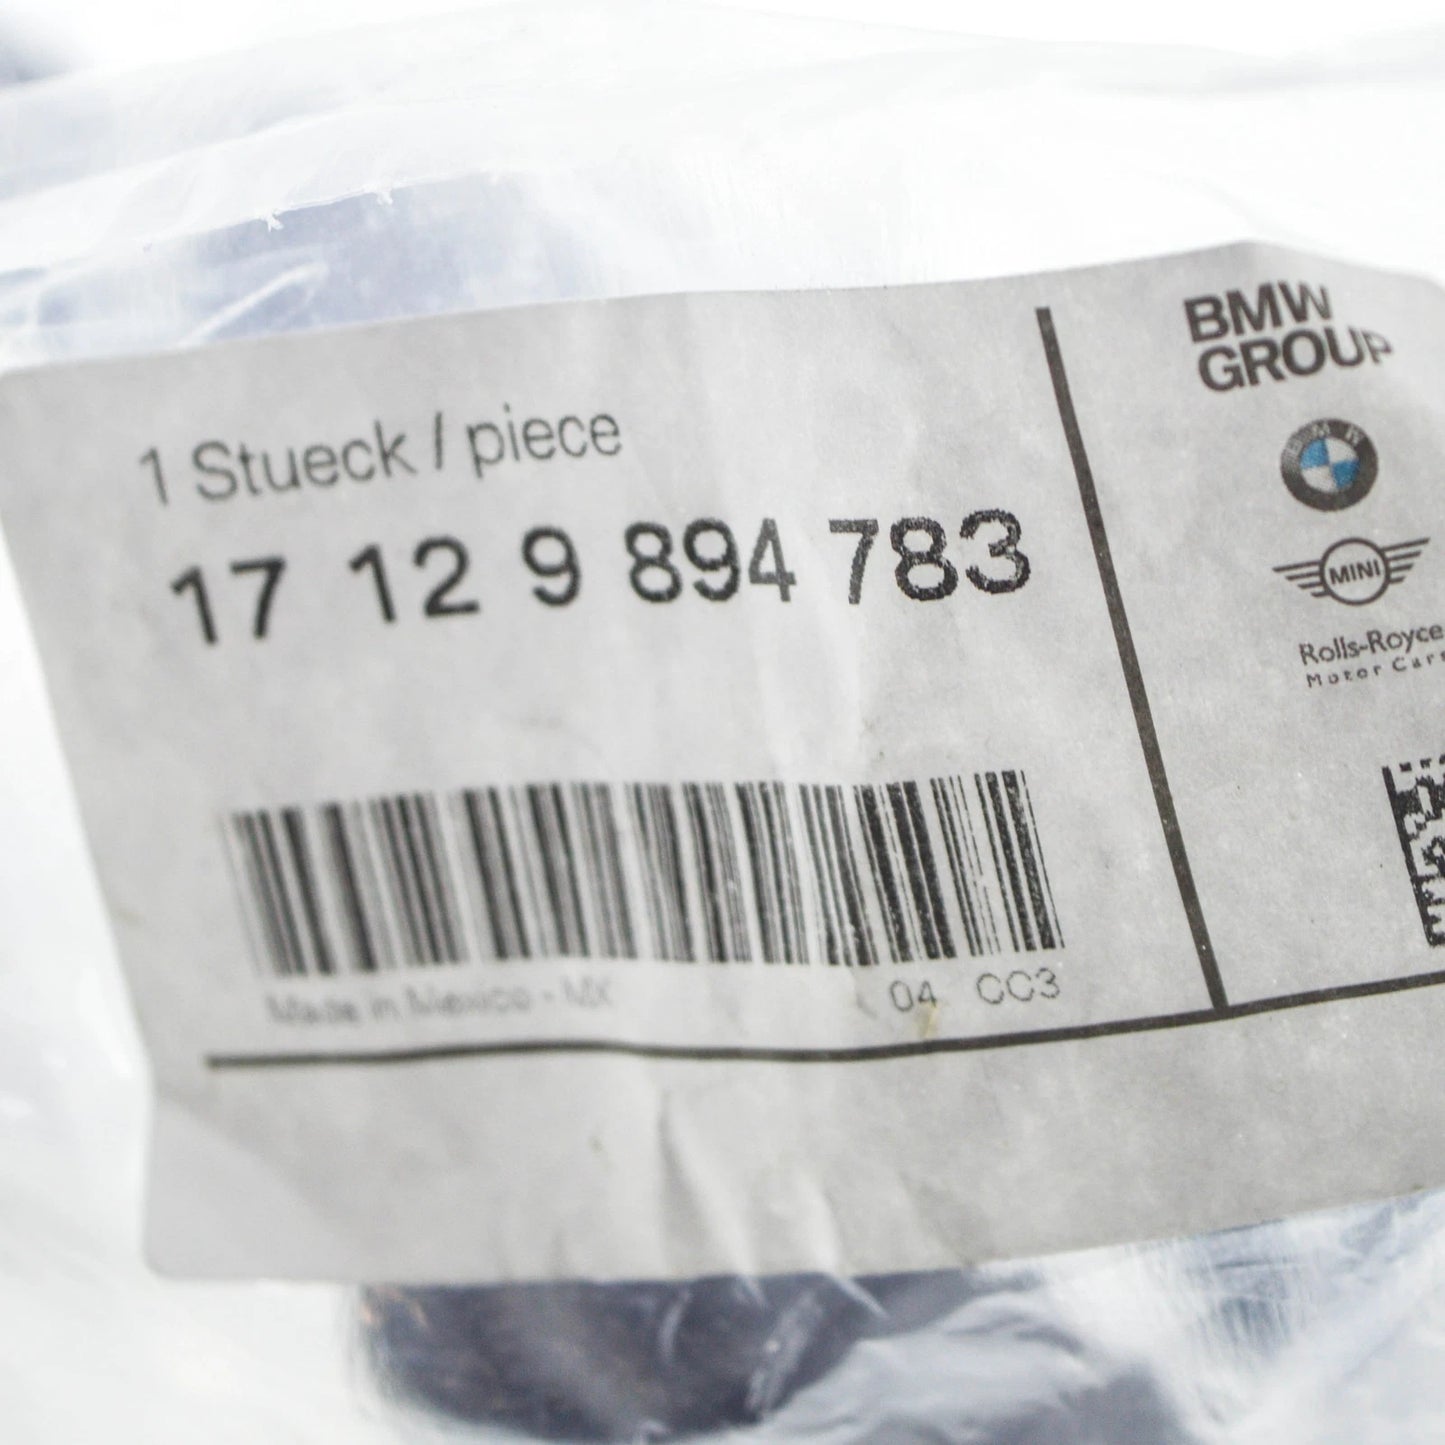 1 Stueck / piece
17 12 9 894 783
Made in Mexico - MX
04 CC3
BMW
GROUP
BMW
MINI
Rolls-Royce
Motor Cars